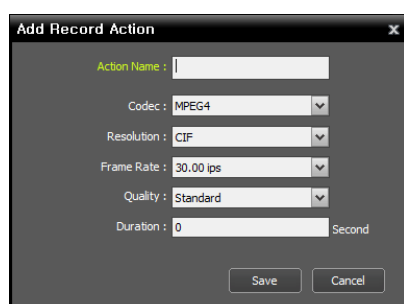 Add Record Action x
Action Name :
Codec : MPEG4
Resolution : CIF
Frame Rate : 30.00 ips
Quality : Standard
Duration : 0 Second
Save Cancel